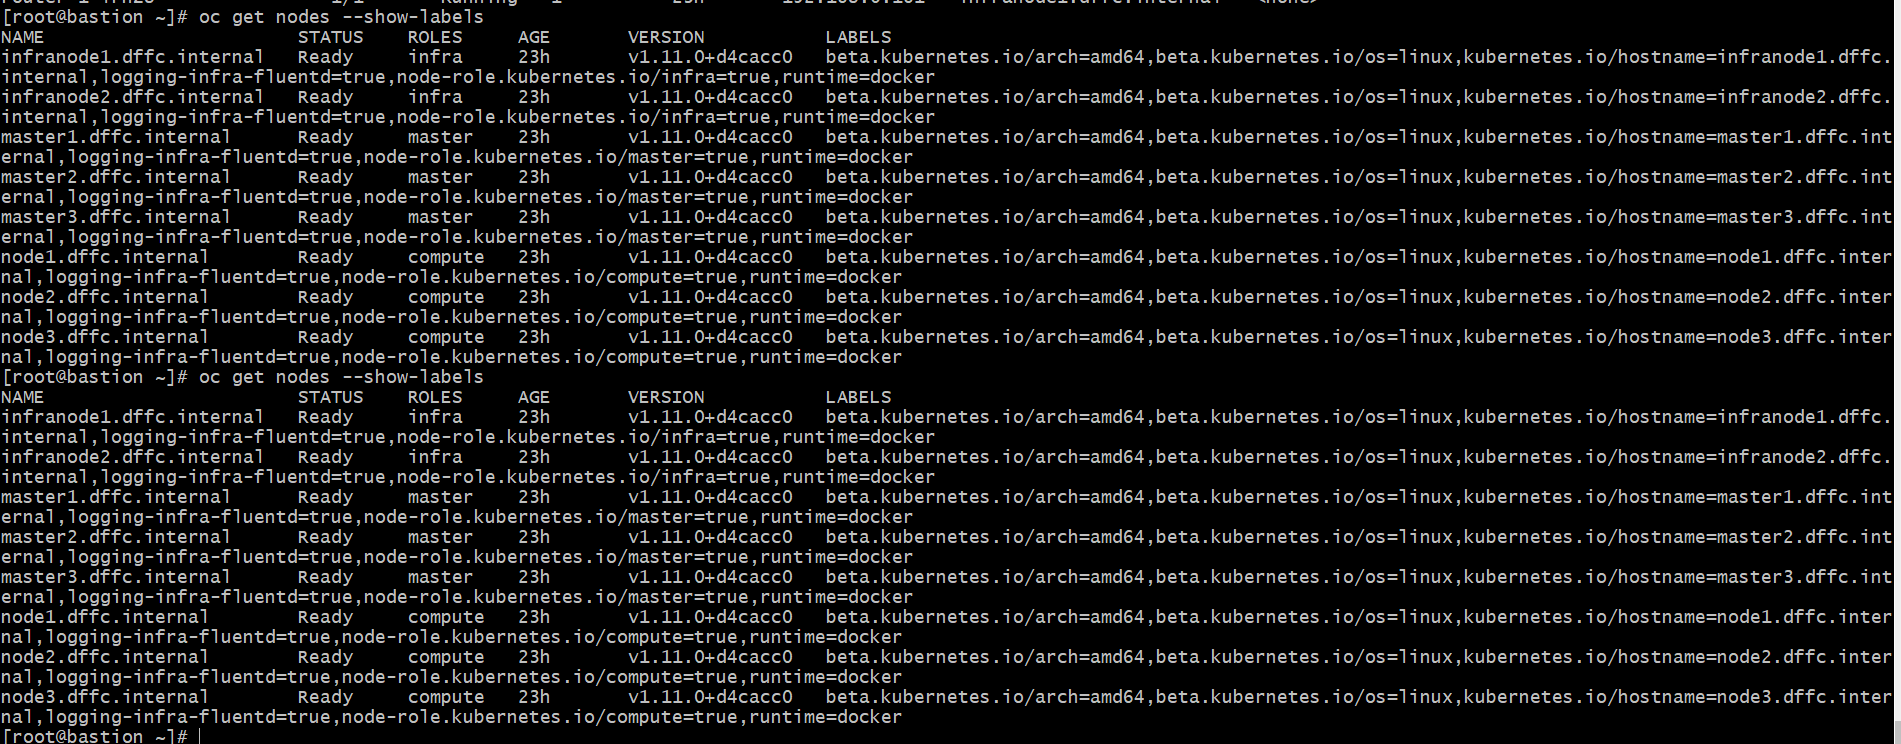 [root@bastion ~]# oc get nodes --show-labels
NAME                       STATUS    ROLES     AGE       VERSION           LABELS
infranode1.dffc.internal   Ready     infra     23h       v1.11.0+d4cacc0   beta.kubernetes.io/arch=amd64,beta.kubernetes.io/os=linux,kubernetes.io/hostname=infranode1.dffc.
internal,logging-infra-fluentd=true,node-role.kubernetes.io/infra=true,runtime=docker
infranode2.dffc.internal   Ready     infra     23h       v1.11.0+d4cacc0   beta.kubernetes.io/arch=amd64,beta.kubernetes.io/os=linux,kubernetes.io/hostname=infranode2.dffc.
internal,logging-infra-fluentd=true,node-role.kubernetes.io/infra=true,runtime=docker
master1.dffc.internal      Ready     master    23h       v1.11.0+d4cacc0   beta.kubernetes.io/arch=amd64,beta.kubernetes.io/os=linux,kubernetes.io/hostname=master1.dffc.int
ernal,logging-infra-fluentd=true,node-role.kubernetes.io/master=true,runtime=docker
master2.dffc.internal      Ready     master    23h       v1.11.0+d4cacc0   beta.kubernetes.io/arch=amd64,beta.kubernetes.io/os=linux,kubernetes.io/hostname=master2.dffc.int
ernal,logging-infra-fluentd=true,node-role.kubernetes.io/master=true,runtime=docker
master3.dffc.internal      Ready     master    23h       v1.11.0+d4cacc0   beta.kubernetes.io/arch=amd64,beta.kubernetes.io/os=linux,kubernetes.io/hostname=master3.dffc.int
ernal,logging-infra-fluentd=true,node-role.kubernetes.io/master=true,runtime=docker
node1.dffc.internal        Ready     compute   23h       v1.11.0+d4cacc0   beta.kubernetes.io/arch=amd64,beta.kubernetes.io/os=linux,kubernetes.io/hostname=node1.dffc.inter
nal,logging-infra-fluentd=true,node-role.kubernetes.io/compute=true,runtime=docker
node2.dffc.internal        Ready     compute   23h       v1.11.0+d4cacc0   beta.kubernetes.io/arch=amd64,beta.kubernetes.io/os=linux,kubernetes.io/hostname=node2.dffc.inter
nal,logging-infra-fluentd=true,node-role.kubernetes.io/compute=true,runtime=docker
node3.dffc.internal        Ready     compute   23h       v1.11.0+d4cacc0   beta.kubernetes.io/arch=amd64,beta.kubernetes.io/os=linux,kubernetes.io/hostname=node3.dffc.inter
nal,logging-infra-fluentd=true,node-role.kubernetes.io/compute=true,runtime=docker
[root@bastion ~]# oc get nodes --show-labels
NAME                       STATUS    ROLES     AGE       VERSION           LABELS
infranode1.dffc.internal   Ready     infra     23h       v1.11.0+d4cacc0   beta.kubernetes.io/arch=amd64,beta.kubernetes.io/os=linux,kubernetes.io/hostname=infranode1.dffc.
internal,logging-infra-fluentd=true,node-role.kubernetes.io/infra=true,runtime=docker
infranode2.dffc.internal   Ready     infra     23h       v1.11.0+d4cacc0   beta.kubernetes.io/arch=amd64,beta.kubernetes.io/os=linux,kubernetes.io/hostname=infranode2.dffc.
internal,logging-infra-fluentd=true,node-role.kubernetes.io/infra=true,runtime=docker
master1.dffc.internal      Ready     master    23h       v1.11.0+d4cacc0   beta.kubernetes.io/arch=amd64,beta.kubernetes.io/os=linux,kubernetes.io/hostname=master1.dffc.int
ernal,logging-infra-fluentd=true,node-role.kubernetes.io/master=true,runtime=docker
master2.dffc.internal      Ready     master    23h       v1.11.0+d4cacc0   beta.kubernetes.io/arch=amd64,beta.kubernetes.io/os=linux,kubernetes.io/hostname=master2.dffc.int
ernal,logging-infra-fluentd=true,node-role.kubernetes.io/master=true,runtime=docker
master3.dffc.internal      Ready     master    23h       v1.11.0+d4cacc0   beta.kubernetes.io/arch=amd64,beta.kubernetes.io/os=linux,kubernetes.io/hostname=master3.dffc.int
ernal,logging-infra-fluentd=true,node-role.kubernetes.io/master=true,runtime=docker
node1.dffc.internal        Ready     compute   23h       v1.11.0+d4cacc0   beta.kubernetes.io/arch=amd64,beta.kubernetes.io/os=linux,kubernetes.io/hostname=node1.dffc.inter
nal,logging-infra-fluentd=true,node-role.kubernetes.io/compute=true,runtime=docker
node2.dffc.internal        Ready     compute   23h       v1.11.0+d4cacc0   beta.kubernetes.io/arch=amd64,beta.kubernetes.io/os=linux,kubernetes.io/hostname=node2.dffc.inter
nal,logging-infra-fluentd=true,node-role.kubernetes.io/compute=true,runtime=docker
node3.dffc.internal        Ready     compute   23h       v1.11.0+d4cacc0   beta.kubernetes.io/arch=amd64,beta.kubernetes.io/os=linux,kubernetes.io/hostname=node3.dffc.inter
nal,logging-infra-fluentd=true,node-role.kubernetes.io/compute=true,runtime=docker
[root@bastion ~]#